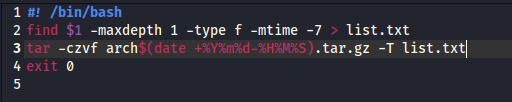 1 #! /bin/bash
2 find $1 -maxdepth 1 -type f -mtime -7 > list.txt
3 tar -czvf arch$(date +%Y%m%d-%H%M%S).tar.gz -T list.txt
4 exit 0
5